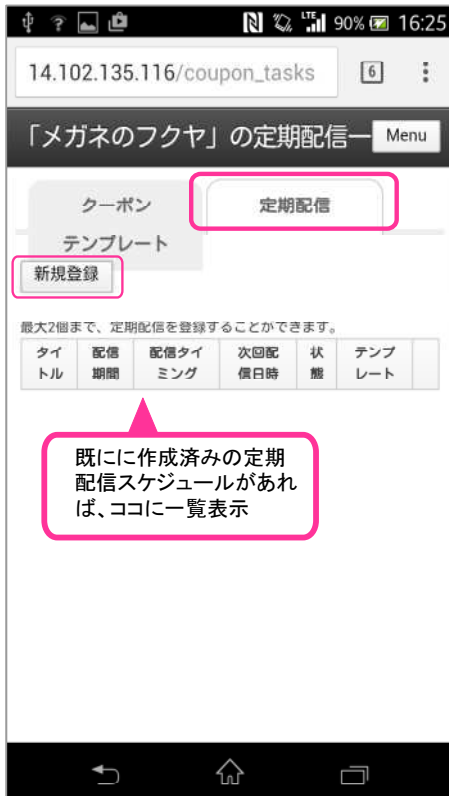 90% 16:25
14.102.135.116/coupon_tasks 6
「メガネのフクヤ」の定期配信一 Menu
クーポン 定期配信
テンプレート
新規登録
最大2個まで、定期配信を登録することができます。
タイ 配信 配信タイ 次回配 状 テンプ
トル 期間 ミング 信日時 態 レート
既にに作成済みの定期
配信スケジュールがあれ
ば、ココに一覧表示